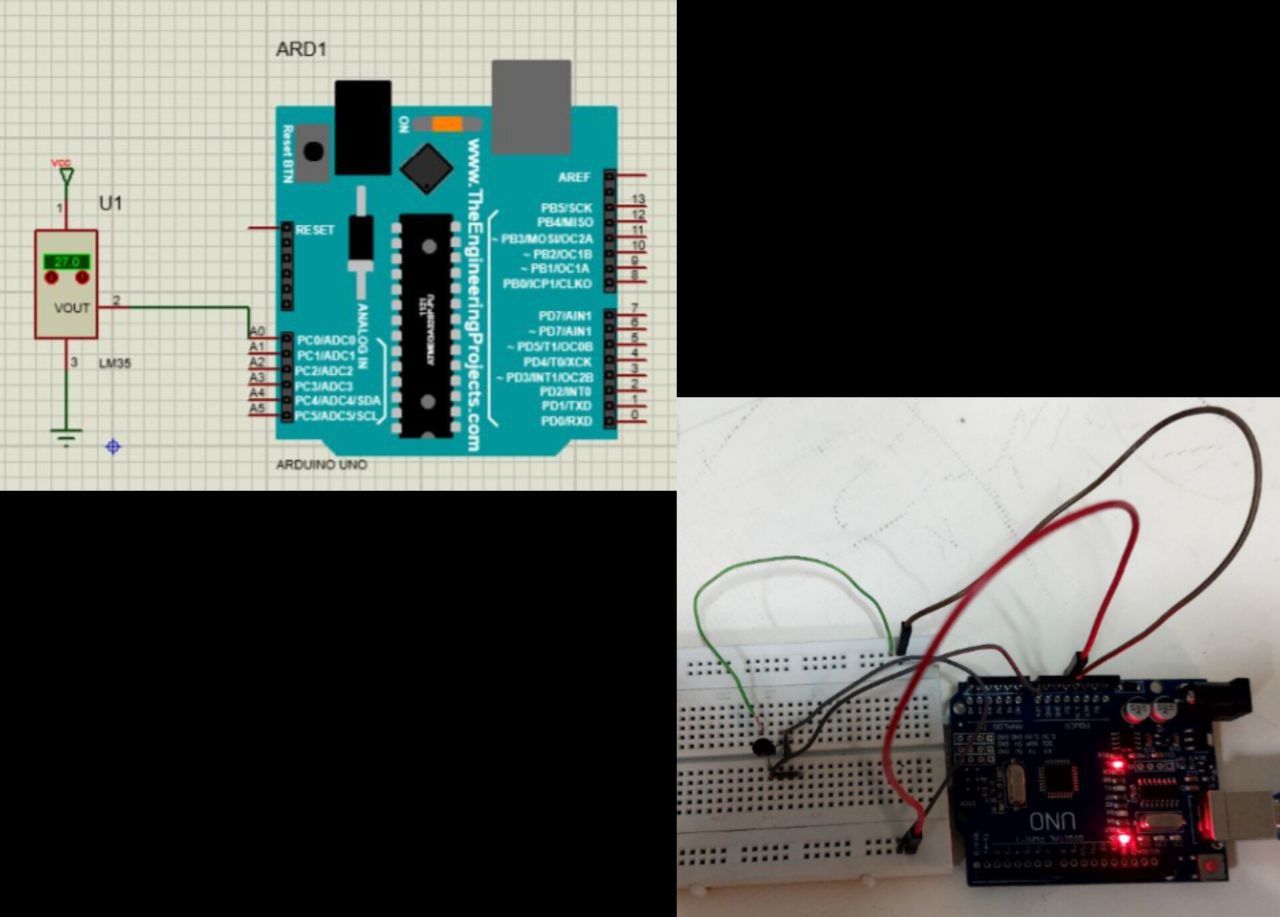 ARD1
ON
Reset BTN
www.TheEngineeringProjects.com
VCC
1
U1
27.0
VOUT
2
3
LM35
RESET
ANALOG IN
A0 PC0/ADC0
A1 PC1/ADC1
A2 PC2/ADC2
A3 PC3/ADC3
A4 PC4/ADC4/SDA
A5 PC5/ADC5/SCL
AREF
PB5/SCK 13
PB4/MISO 12
~ PB3/MOSI/OC2A 11
~ PB2/OC1B 10
~ PB1/OC1A 9
PB0/ICP1/CLKO 8
PD7/AIN1 7
~ PD7/AIN1 6
~ PD5/T1/OC0B 5
PD4/T0/XCK 4
~ PD3/INT1/OC2B 3
PD2/INT0 2
PD1/TXD 1
PD0/RXD 0
ARDUINO UNO
POWER
UNO